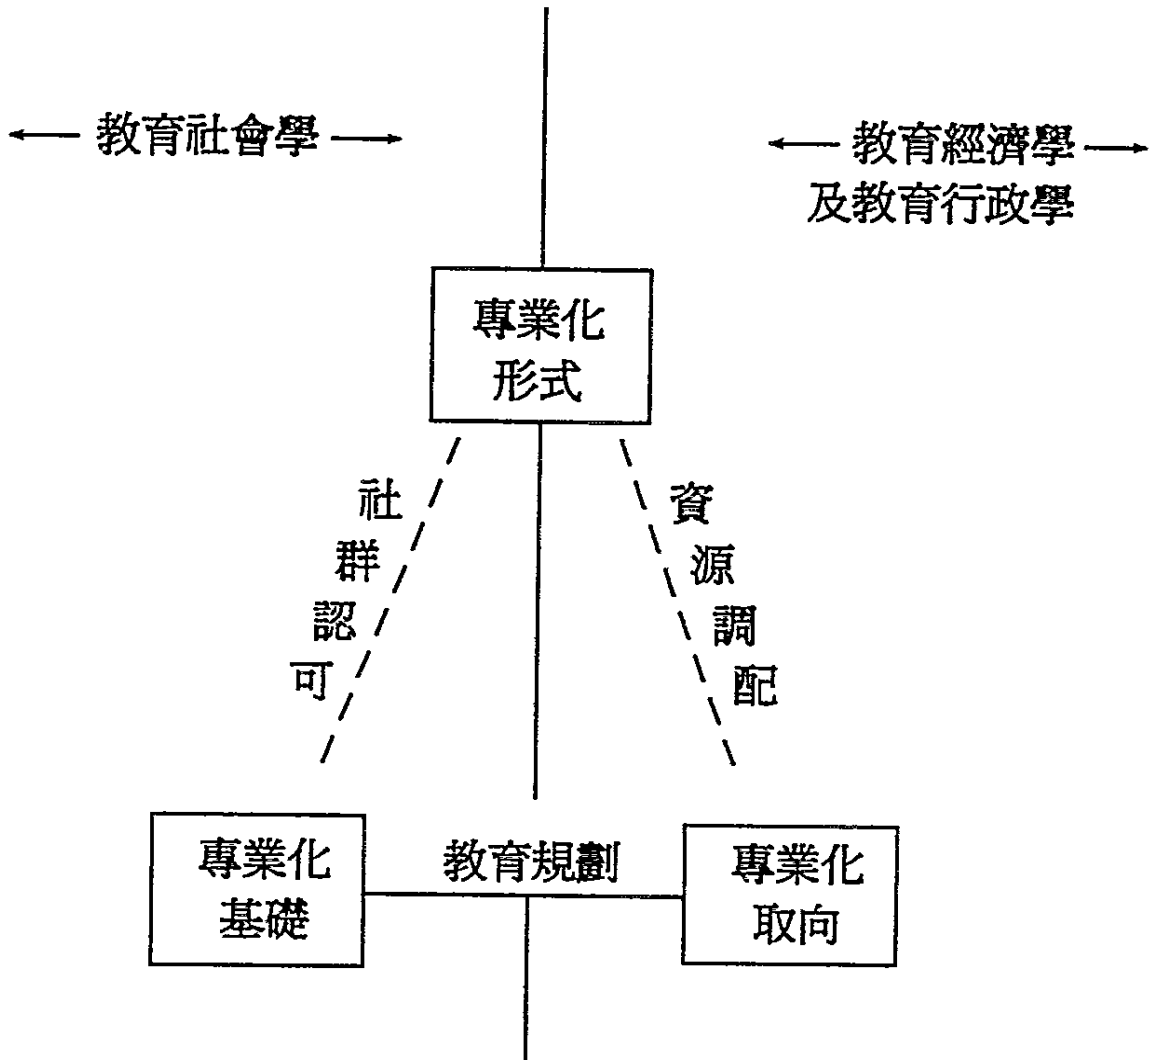 教育社會學
教育經濟學
及教育行政學
專業化
形式
社群認可
資源調配
專業化
基礎
教育規劃
專業化
取向